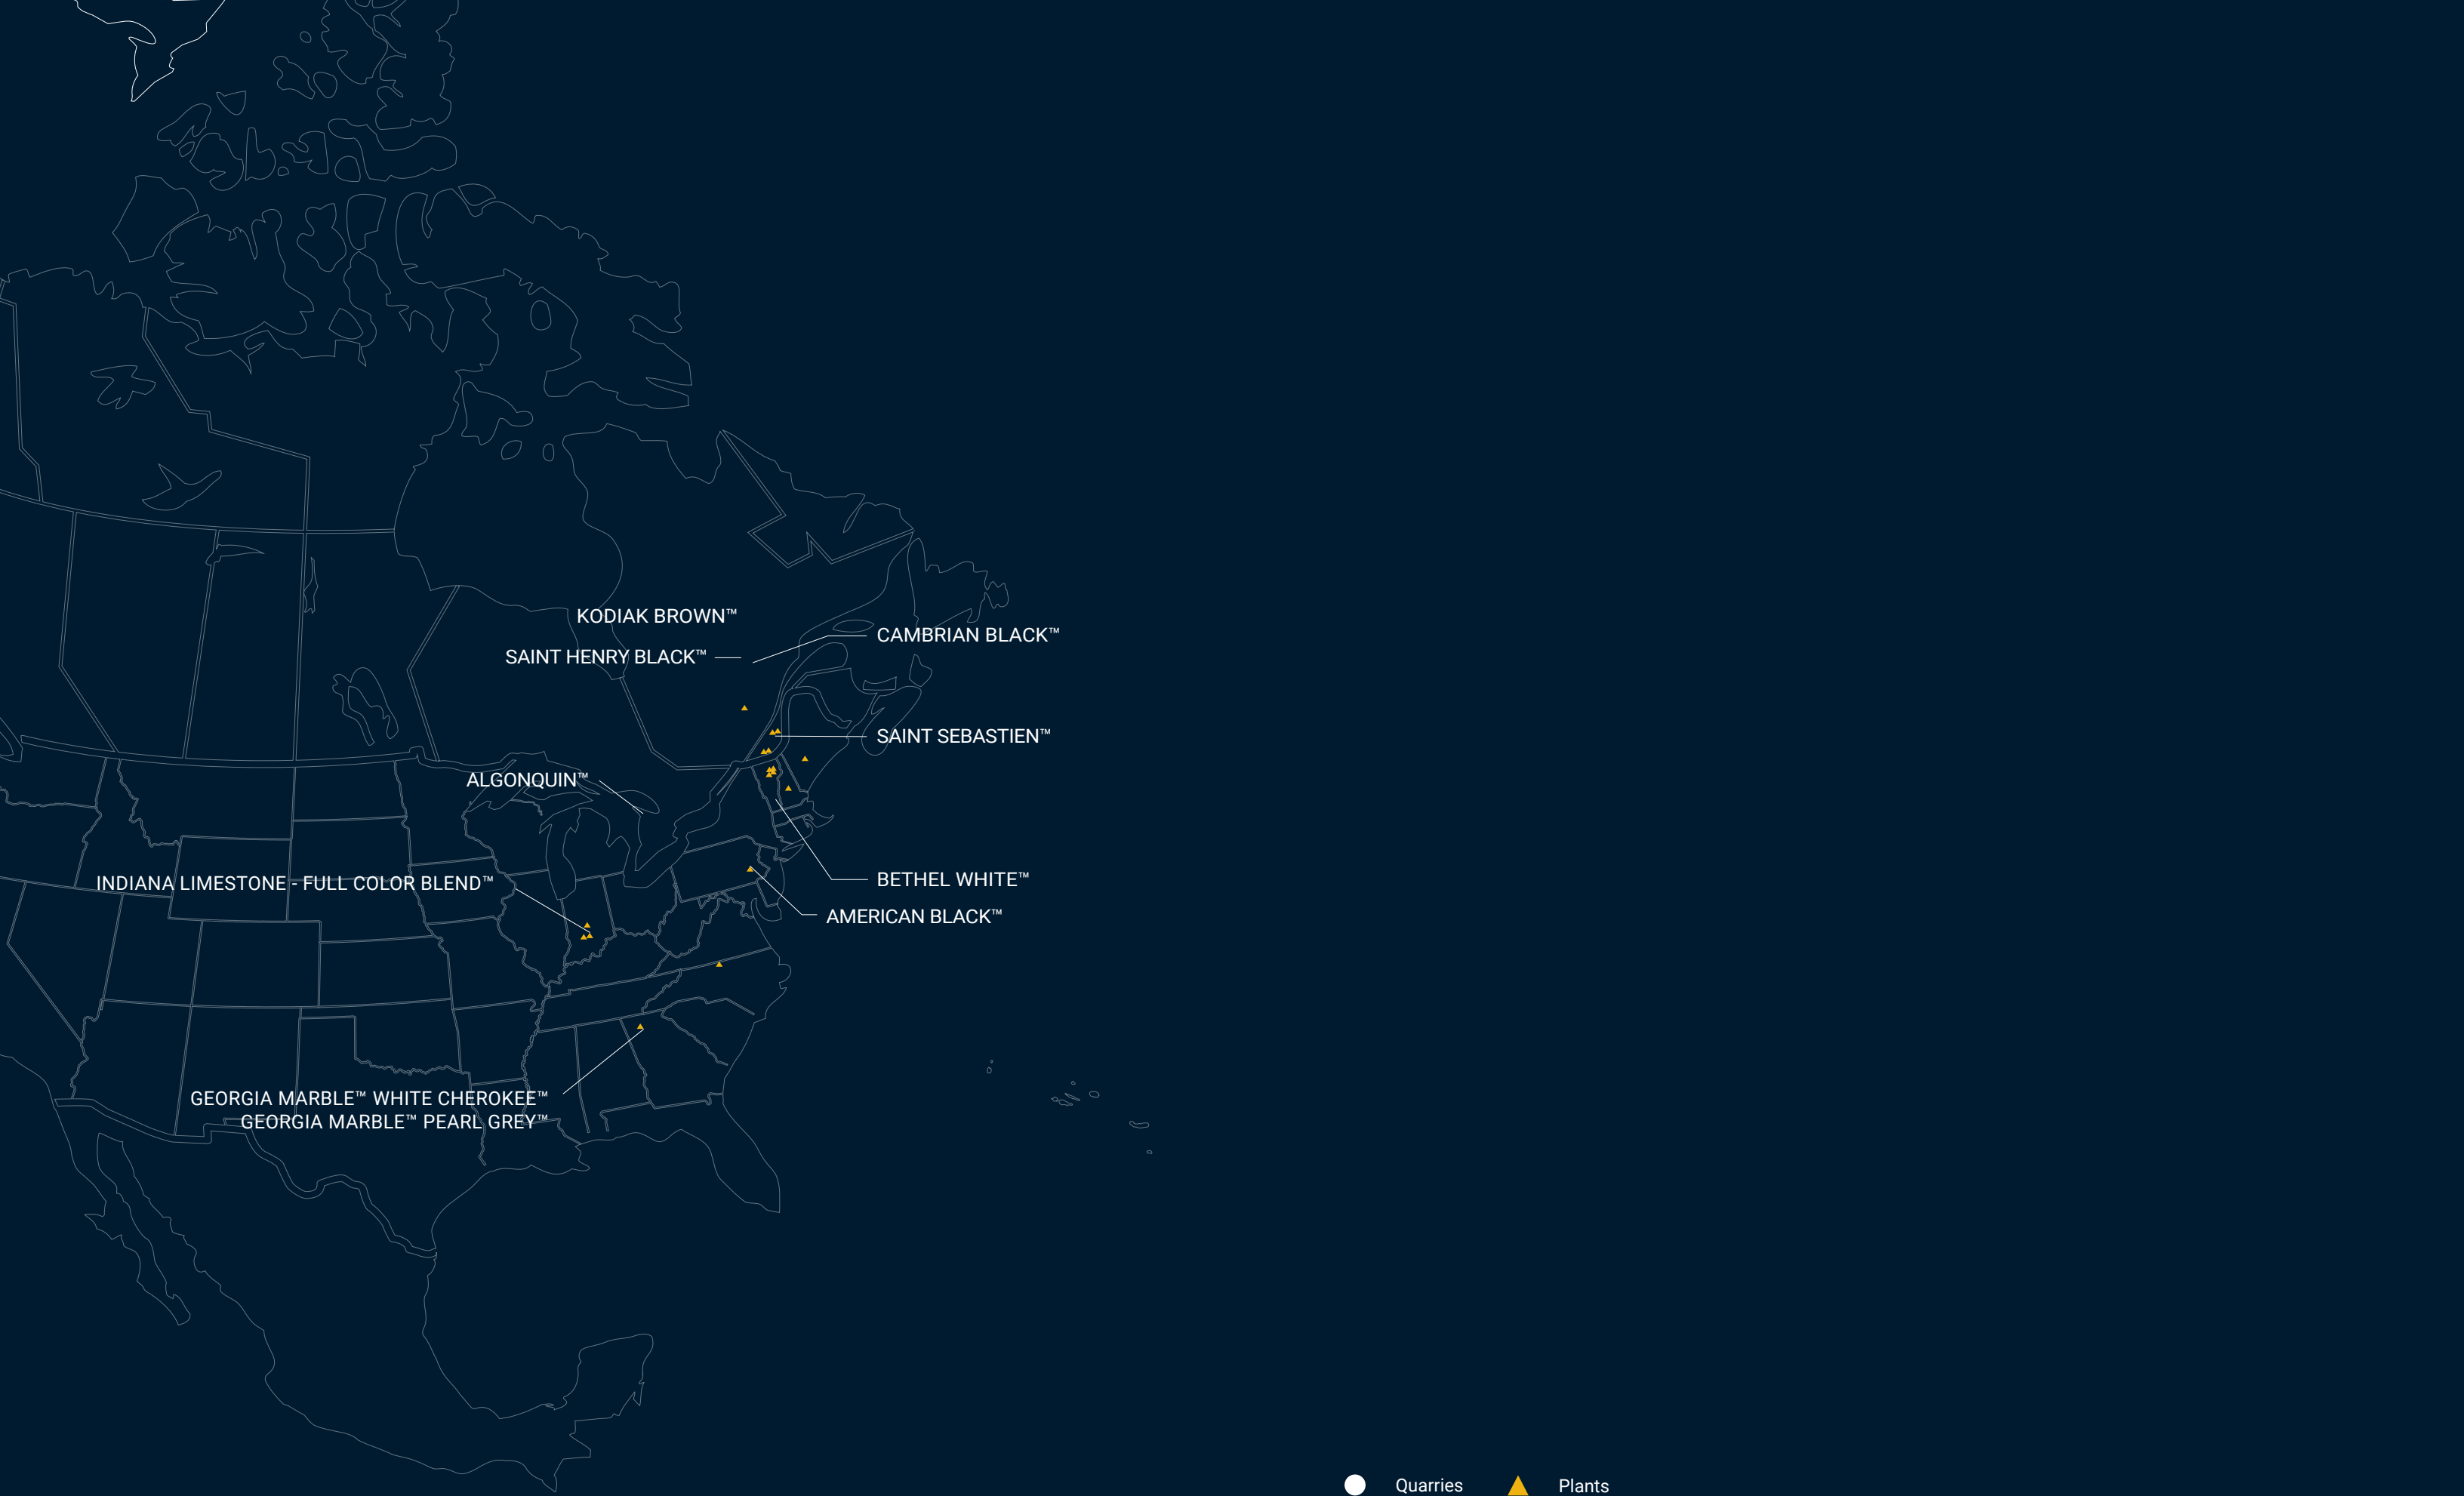 KODIAK BROWN™
CAMBRIAN BLACK™
SAINT HENRY BLACK™
SAINT SEBASTIEN™
ALGONQUIN™
BETHEL WHITE™
INDIANA LIMESTONE - FULL COLOR BLEND™
AMERICAN BLACK™
GEORGIA MARBLE™ WHITE CHEROKEE™
GEORGIA MARBLE™ PEARL GREY™
Quarries
Plants